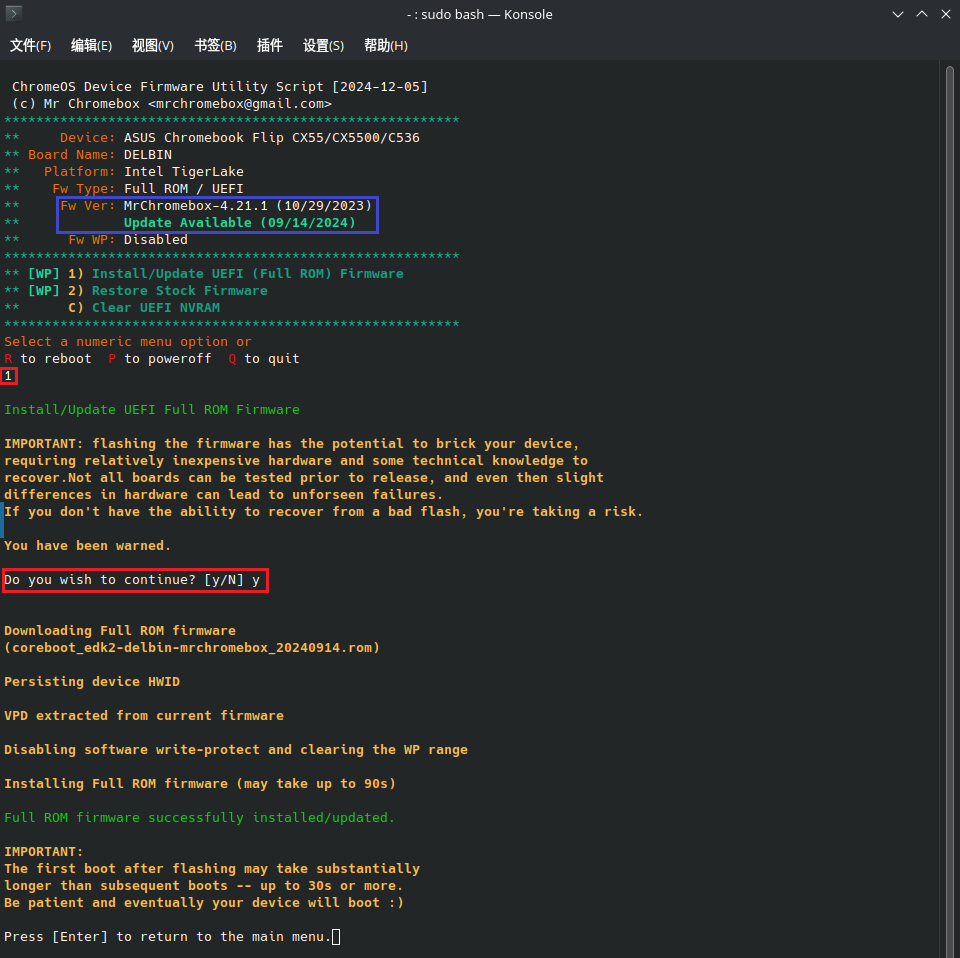 - : sudo bash — Konsole
文件(F) 编辑(E) 视图(V) 书签(B) 插件 设置(S) 帮助(H)
ChromeOS Device Firmware Utility Script [2024-12-05]
(c) Mr Chromebox <mrchromebox@gmail.com>
*********************************************************
** Device: ASUS Chromebook Flip CX55/CX5500/C536
** Board Name: DELBIN
** Platform: Intel TigerLake
** Fw Type: Full ROM / UEFI
** Fw Ver: MrChromebox-4.21.1 (10/29/2023)
** Update Available (09/14/2024)
** Fw WP: Disabled
*********************************************************
** [WP] 1) Install/Update UEFI (Full ROM) Firmware
** [WP] 2) Restore Stock Firmware
** C) Clear UEFI NVRAM
*********************************************************
Select a numeric menu option or
R to reboot P to poweroff Q to quit
1
Install/Update UEFI Full ROM Firmware
IMPORTANT: flashing the firmware has the potential to brick your device,
requiring relatively inexpensive hardware and some technical knowledge to
recover.Not all boards can be tested prior to release, and even then slight
differences in hardware can lead to unforseen failures.
If you don't have the ability to recover from a bad flash, you're taking a risk.
You have been warned.
Do you wish to continue? [y/N] y
Downloading Full ROM firmware
(coreboot_edk2-delbin-mrchromebox_20240914.rom)
Persisting device HWID
VPD extracted from current firmware
Disabling software write-protect and clearing the WP range
Installing Full ROM firmware (may take up to 90s)
Full ROM firmware successfully installed/updated.
IMPORTANT:
The first boot after flashing may take substantially
longer than subsequent boots -- up to 30s or more.
Be patient and eventually your device will boot :)
Press [Enter] to return to the main menu.